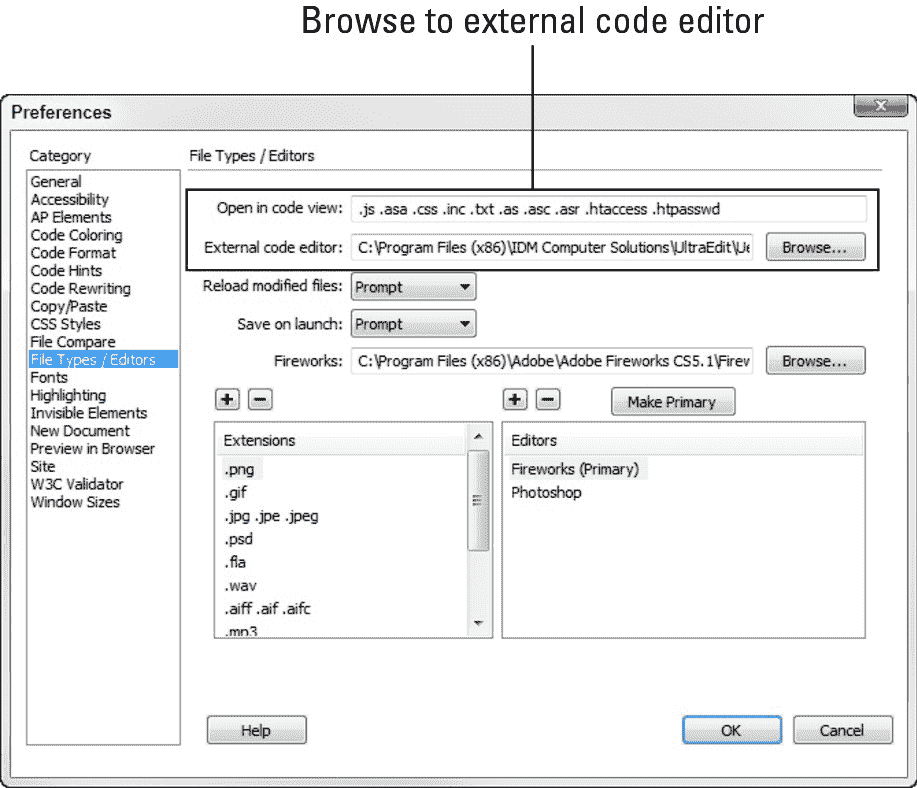 Browse to external code editor
Preferences
Category
General
Accessibility
AP Elements
Code Coloring
Code Format
Code Hints
Code Rewriting
Copy/Paste
CSS Styles
File Compare
File Types / Editors
Fonts
Highlighting
Invisible Elements
New Document
Preview in Browser
Site
W3C Validator
Window Sizes
File Types / Editors
Open in code view: .js .asa .css .inc .txt .as .asc .asr .htaccess .htpasswd
External code editor: C:\Program Files (x86)\IDM Computer Solutions\UltraEdit\Ue Browse...
Reload modified files: Prompt
Save on launch: Prompt
Fireworks: C:\Program Files (x86)\Adobe\Adobe Fireworks CS5.1\Firew Browse...
+ − + − Make Primary
Extensions
.png
.gif
.jpg .jpe .jpeg
.psd
.fla
.wav
.aiff .aif .aifc
.mp3
Editors
Fireworks (Primary)
Photoshop
Help OK Cancel